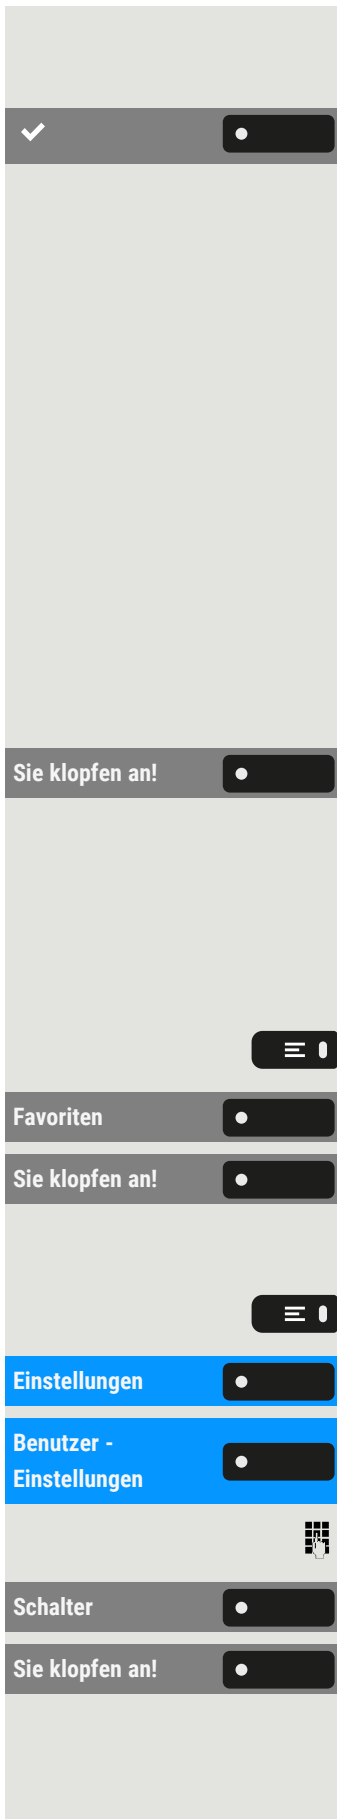 Sie klopfen an!
Favoriten
Sie klopfen an!
Einstellungen
Benutzer -
Einstellungen
Schalter
Sie klopfen an!